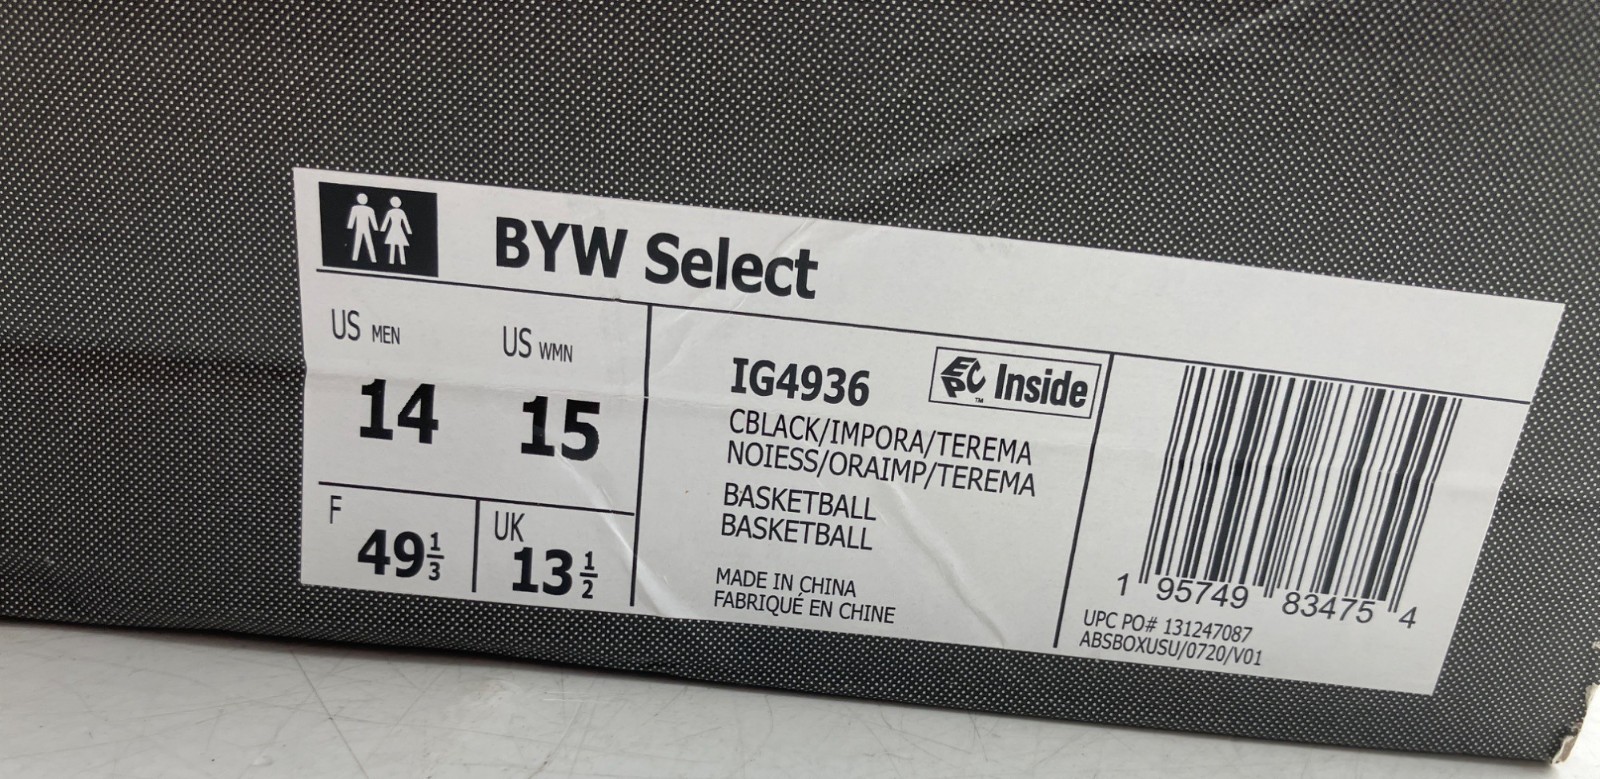 BYW Select
US MEN
14
US WMN
15
F
49 1/3
UK
13 1/2
IG4936
EPC Inside
™
CBLACK/IMPORA/TEREMA
NOIESS/ORAIMP/TEREMA
BASKETBALL
BASKETBALL
MADE IN CHINA
FABRIQUÉ EN CHINE
1 95749 83475 4
UPC PO# 131247087
ABSBOXUSU/0720/V01